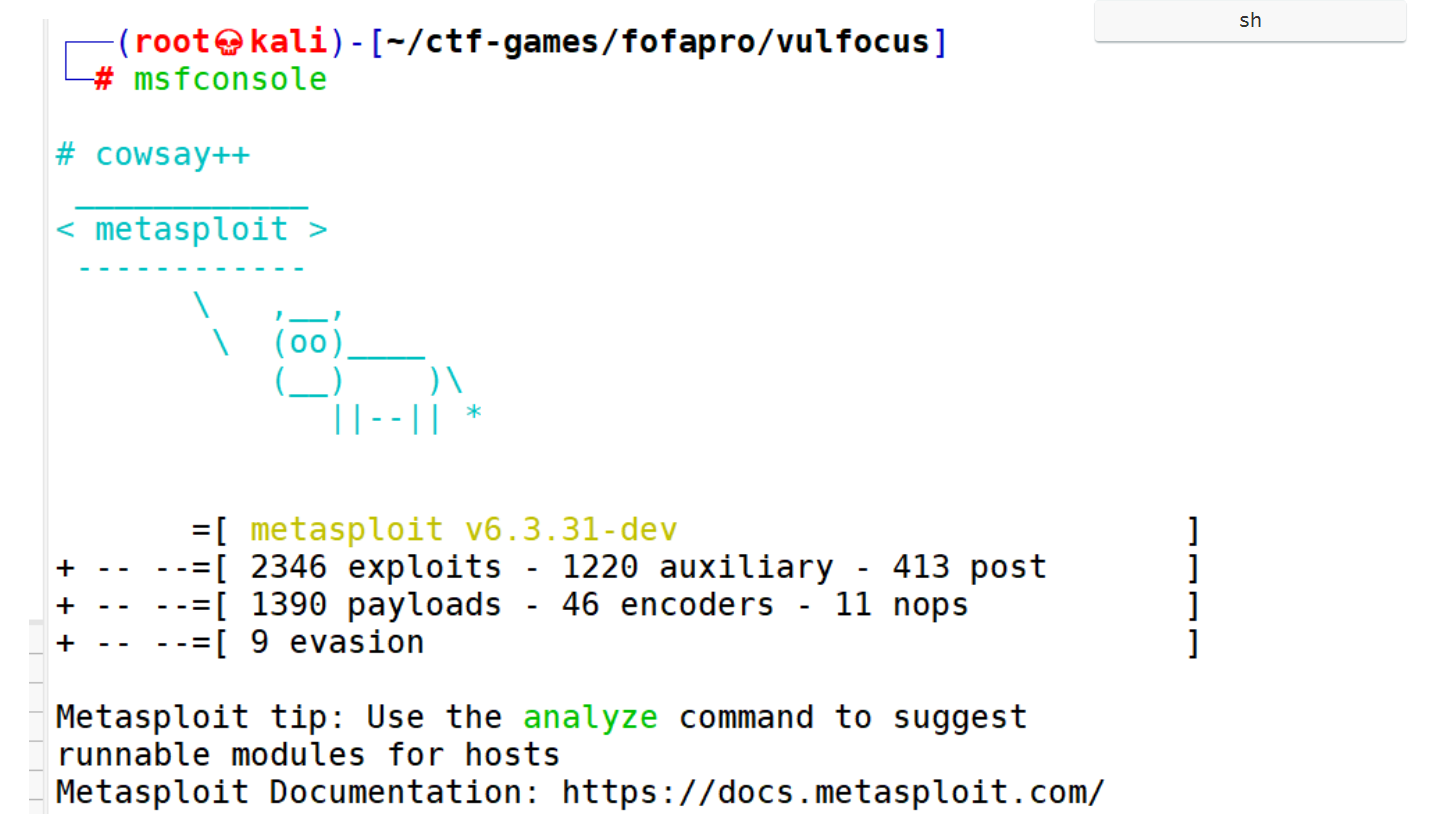 sh
┌──(root💀kali)-[~/ctf-games/fofapro/vulfocus]
└─# msfconsole
# cowsay++
 ____________
< metasploit >
 ------------
       \   ,__,
        \  (oo)____
           (__)    )\
              ||--|| *
       =[ metasploit v6.3.31-dev                          ]
+ -- --=[ 2346 exploits - 1220 auxiliary - 413 post       ]
+ -- --=[ 1390 payloads - 46 encoders - 11 nops           ]
+ -- --=[ 9 evasion                                       ]
Metasploit tip: Use the analyze command to suggest
runnable modules for hosts
Metasploit Documentation: https://docs.metasploit.com/